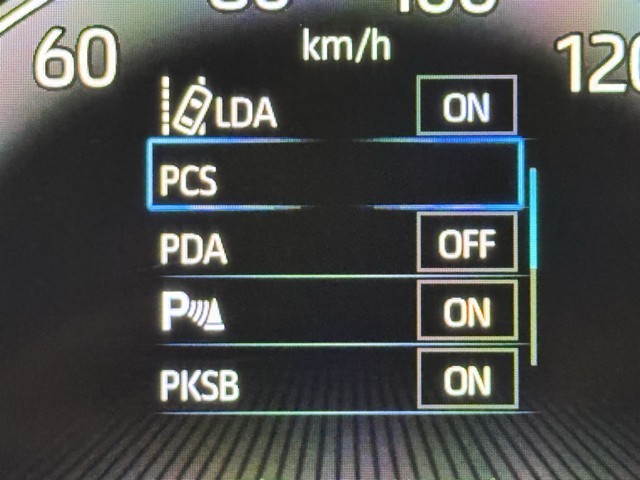 60
km/h
120
LDA ON
PCS
PDA OFF
P ON
PKSB ON